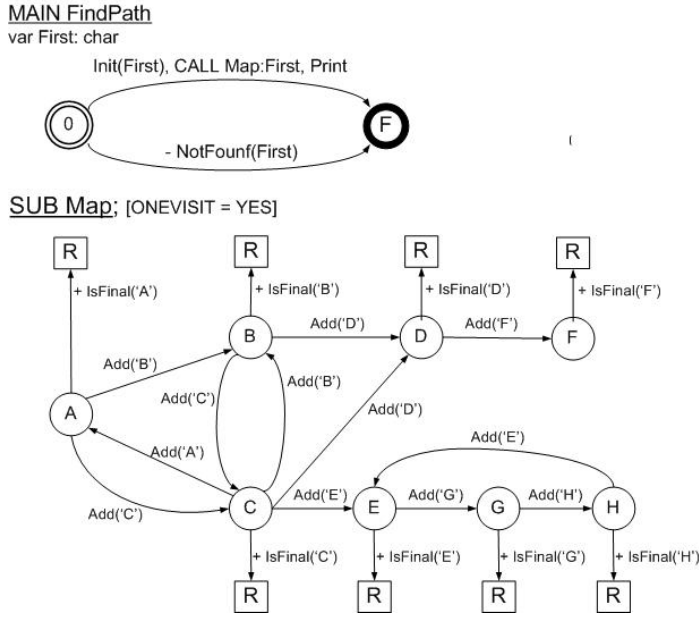 MAIN FindPath
var First: char
Init(First), CALL Map:First, Print
0
F
- NotFounf(First)
SUB Map; [ONEVISIT = YES]
R
R
R
R
+ IsFinal('A')
+ IsFinal('B')
+ IsFinal('D')
+ IsFinal('F')
B
Add('D')
D
Add('F')
F
Add('B')
Add('B')
Add('C')
A
Add('D')
Add('A')
Add('E')
Add('C')
C
Add('E')
E
Add('G')
G
Add('H')
H
+ IsFinal('C')
+ IsFinal('E')
+ IsFinal('G')
+ IsFinal('H')
R
R
R
R